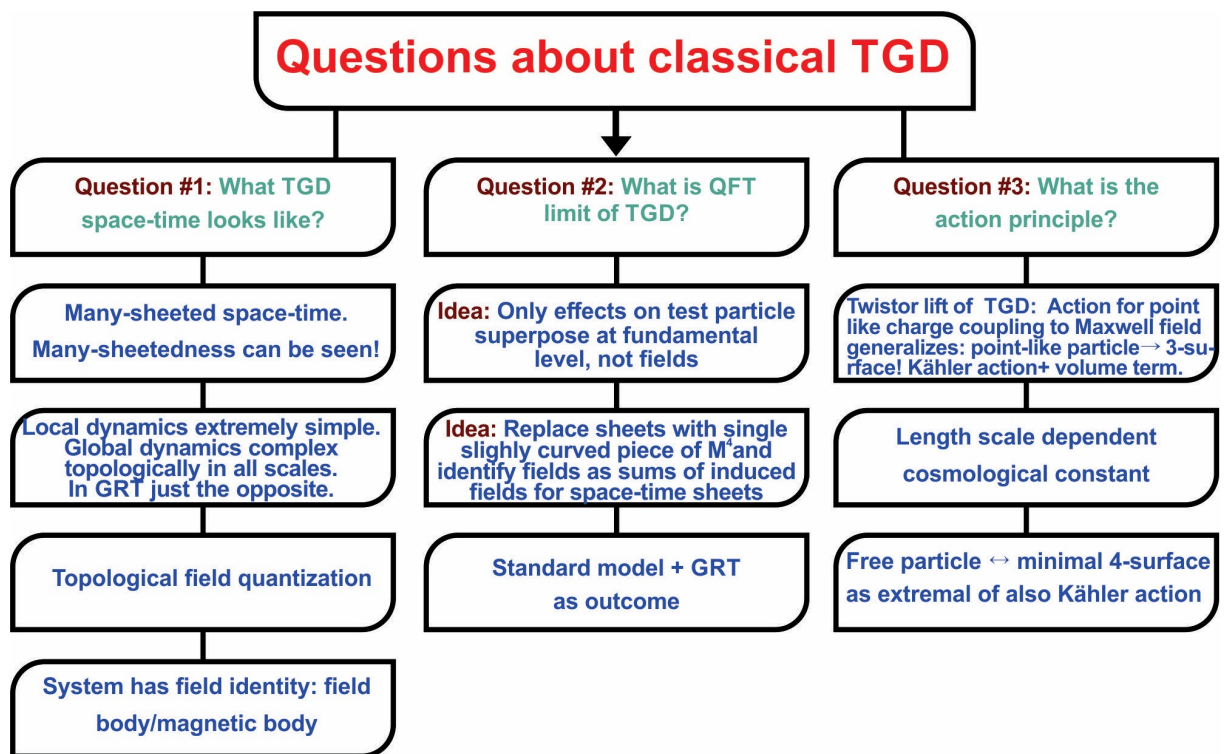 slighly curved piece of M⁴and
Questions about classical TGD
Question #1: What TGD
space-time looks like?
Many-sheeted space-time.
Many-sheetedness can be seen!
Local dynamics extremely simple.
Global dynamics complex
topologically in all scales.
In GRT just the opposite.
Topological field quantization
System has field identity: field
body/magnetic body
Question #2: What is QFT
limit of TGD?
Idea: Only effects on test particle
superpose at fundamental
level, not fields
Idea: Replace sheets with single
slighly curved piece of M⁴and
identify fields as sums of induced
fields for space-time sheets
Standard model + GRT
as outcome
Question #3: What is the
action principle?
Twistor lift of TGD: Action for point
like charge coupling to Maxwell field
generalizes: point-like particle→ 3-su-
rface! Kähler action+ volume term.
Length scale dependent
cosmological constant
Free particle ↔ minimal 4-surface
as extremal of also Kähler action